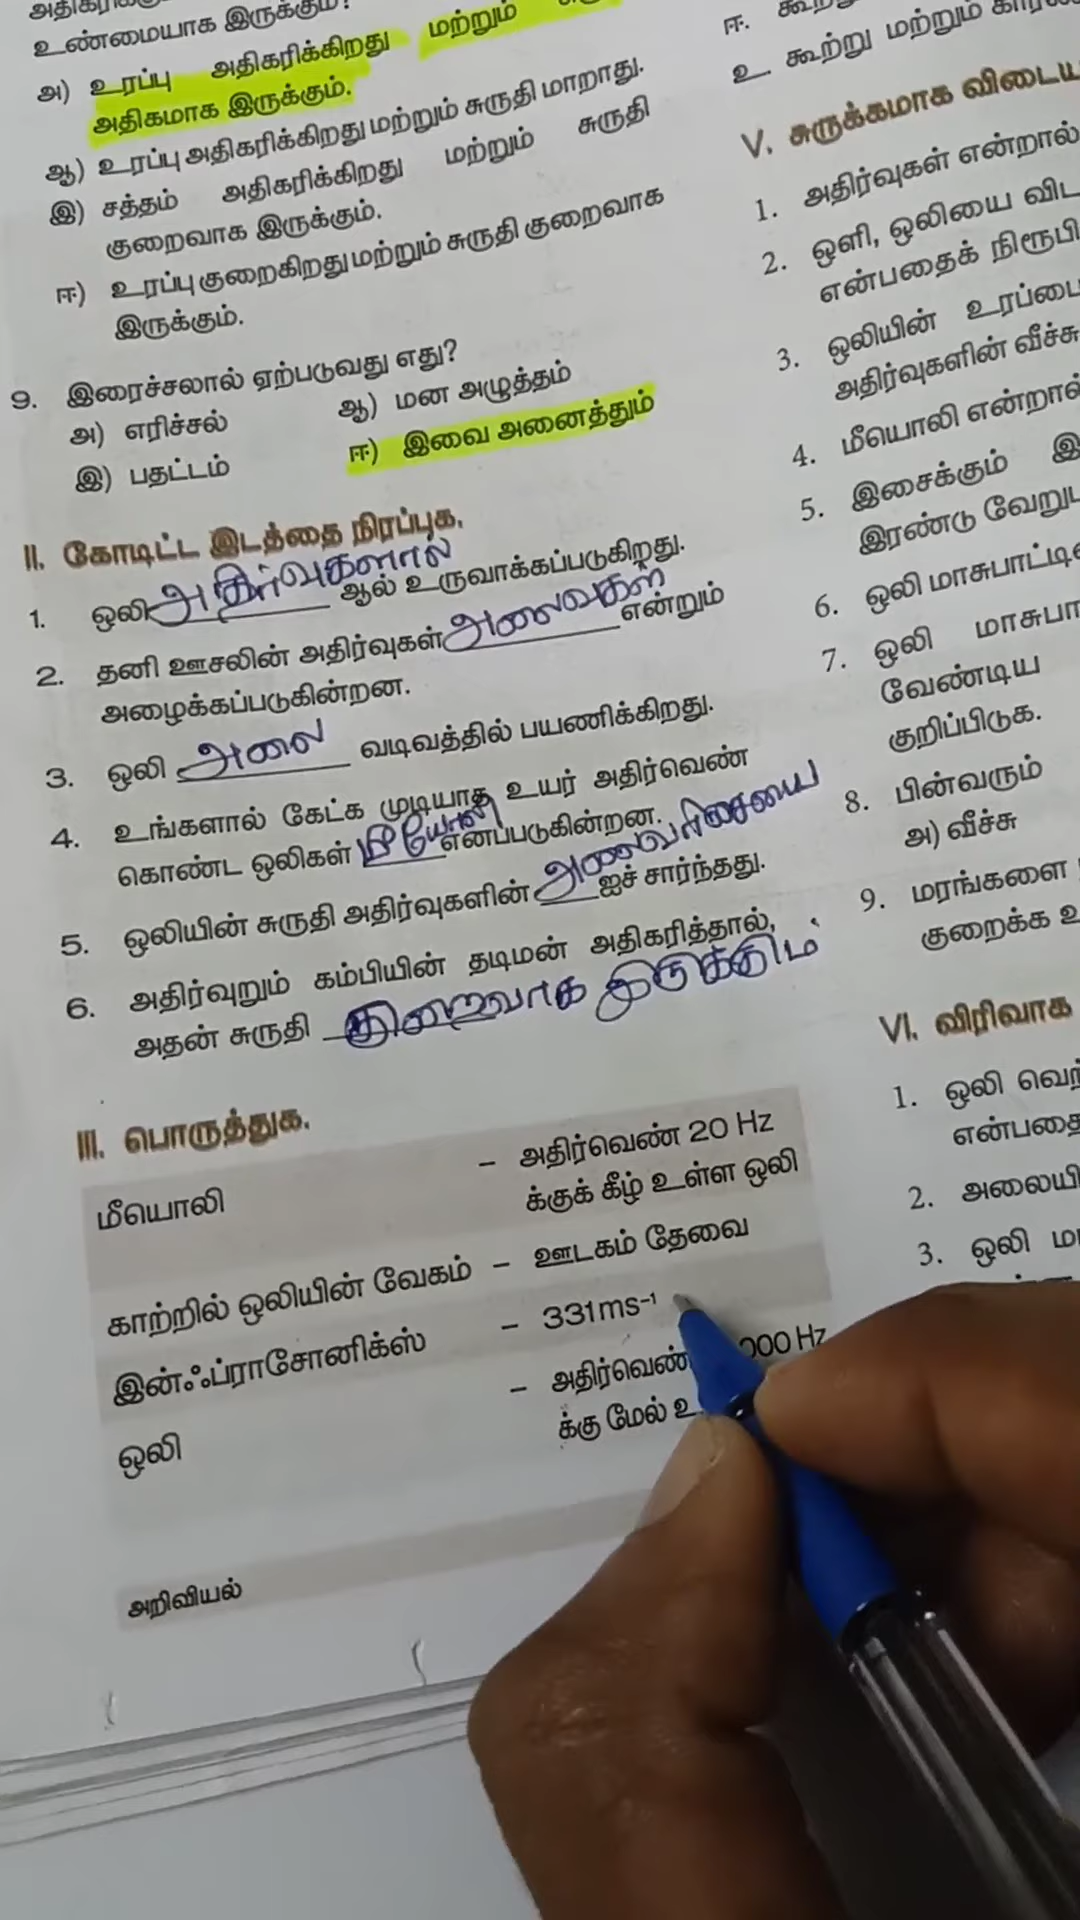 உண்மையாக இருக்கும்?
அ) உரப்பு அதிகரிக்கிறது மற்றும்
அதிகமாக இருக்கும்.
ஆ) உரப்பு அதிகரிக்கிறது மற்றும் சுருதி மாறாது.
இ) சத்தம் அதிகரிக்கிறது மற்றும் சுருதி
குறைவாக இருக்கும்.
ஈ) உரப்பு குறைகிறது மற்றும் சுருதி குறைவாக
இருக்கும்.
9. இரைச்சலால் ஏற்படுவது எது?
அ) எரிச்சல் ஆ) மன அழுத்தம்
இ) பதட்டம் ஈ) இவை அனைத்தும்
II. கோடிட்ட இடத்தை நிரப்புக.
1. ஒலி அதிர்வுகளால் ஆல் உருவாக்கப்படுகிறது.
2. தனி ஊசலின் அதிர்வுகள் அலைவுகள் என்றும்
அழைக்கப்படுகின்றன.
3. ஒலி அலை வடிவத்தில் பயணிக்கிறது.
4. உங்களால் கேட்க முடியாத உயர் அதிர்வெண்
கொண்ட ஒலிகள் மீயோலி எனப்படுகின்றன.
5. ஒலியின் சுருதி அதிர்வுகளின் ஐச் சார்ந்தது.
6. அதிர்வுறும் கம்பியின் தடிமன் அதிகரித்தால்,
அதன் சுருதி குறைவாக இருக்கும்
III. பொருத்துக.
மீயொலி – அதிர்வெண் 20 Hz
க்குக் கீழ் உள்ள ஒலி
காற்றில் ஒலியின் வேகம் – ஊடகம் தேவை
இன்ஃப்ராசோனிக்ஸ் – 331ms⁻¹
ஒலி – அதிர்வெண் 000 Hz
க்கு மேல் உ
அறிவியல்
ஈ.
உ. கூற்று மற்றும்
V. சுருக்கமாக விடைய
1. அதிர்வுகள் என்றால்
2. ஒளி, ஒலியை விட
என்பதைக் நிரூபி
3. ஒலியின் உரப்பை
அதிர்வுகளின் வீச்சு
4. மீயொலி என்றால்
5. இசைக்கும் இ
இரண்டு வேறு
6. ஒலி மாசுபாட்டி
7. ஒலி மாசுபா
வேண்டிய
குறிப்பிடுக.
8. பின்வரும்
அ) வீச்சு
9. மரங்களை
குறைக்க உ
VI. விரிவாக
1. ஒலி வெற்
என்பதை
2. அலையி
3. ஒலி மா